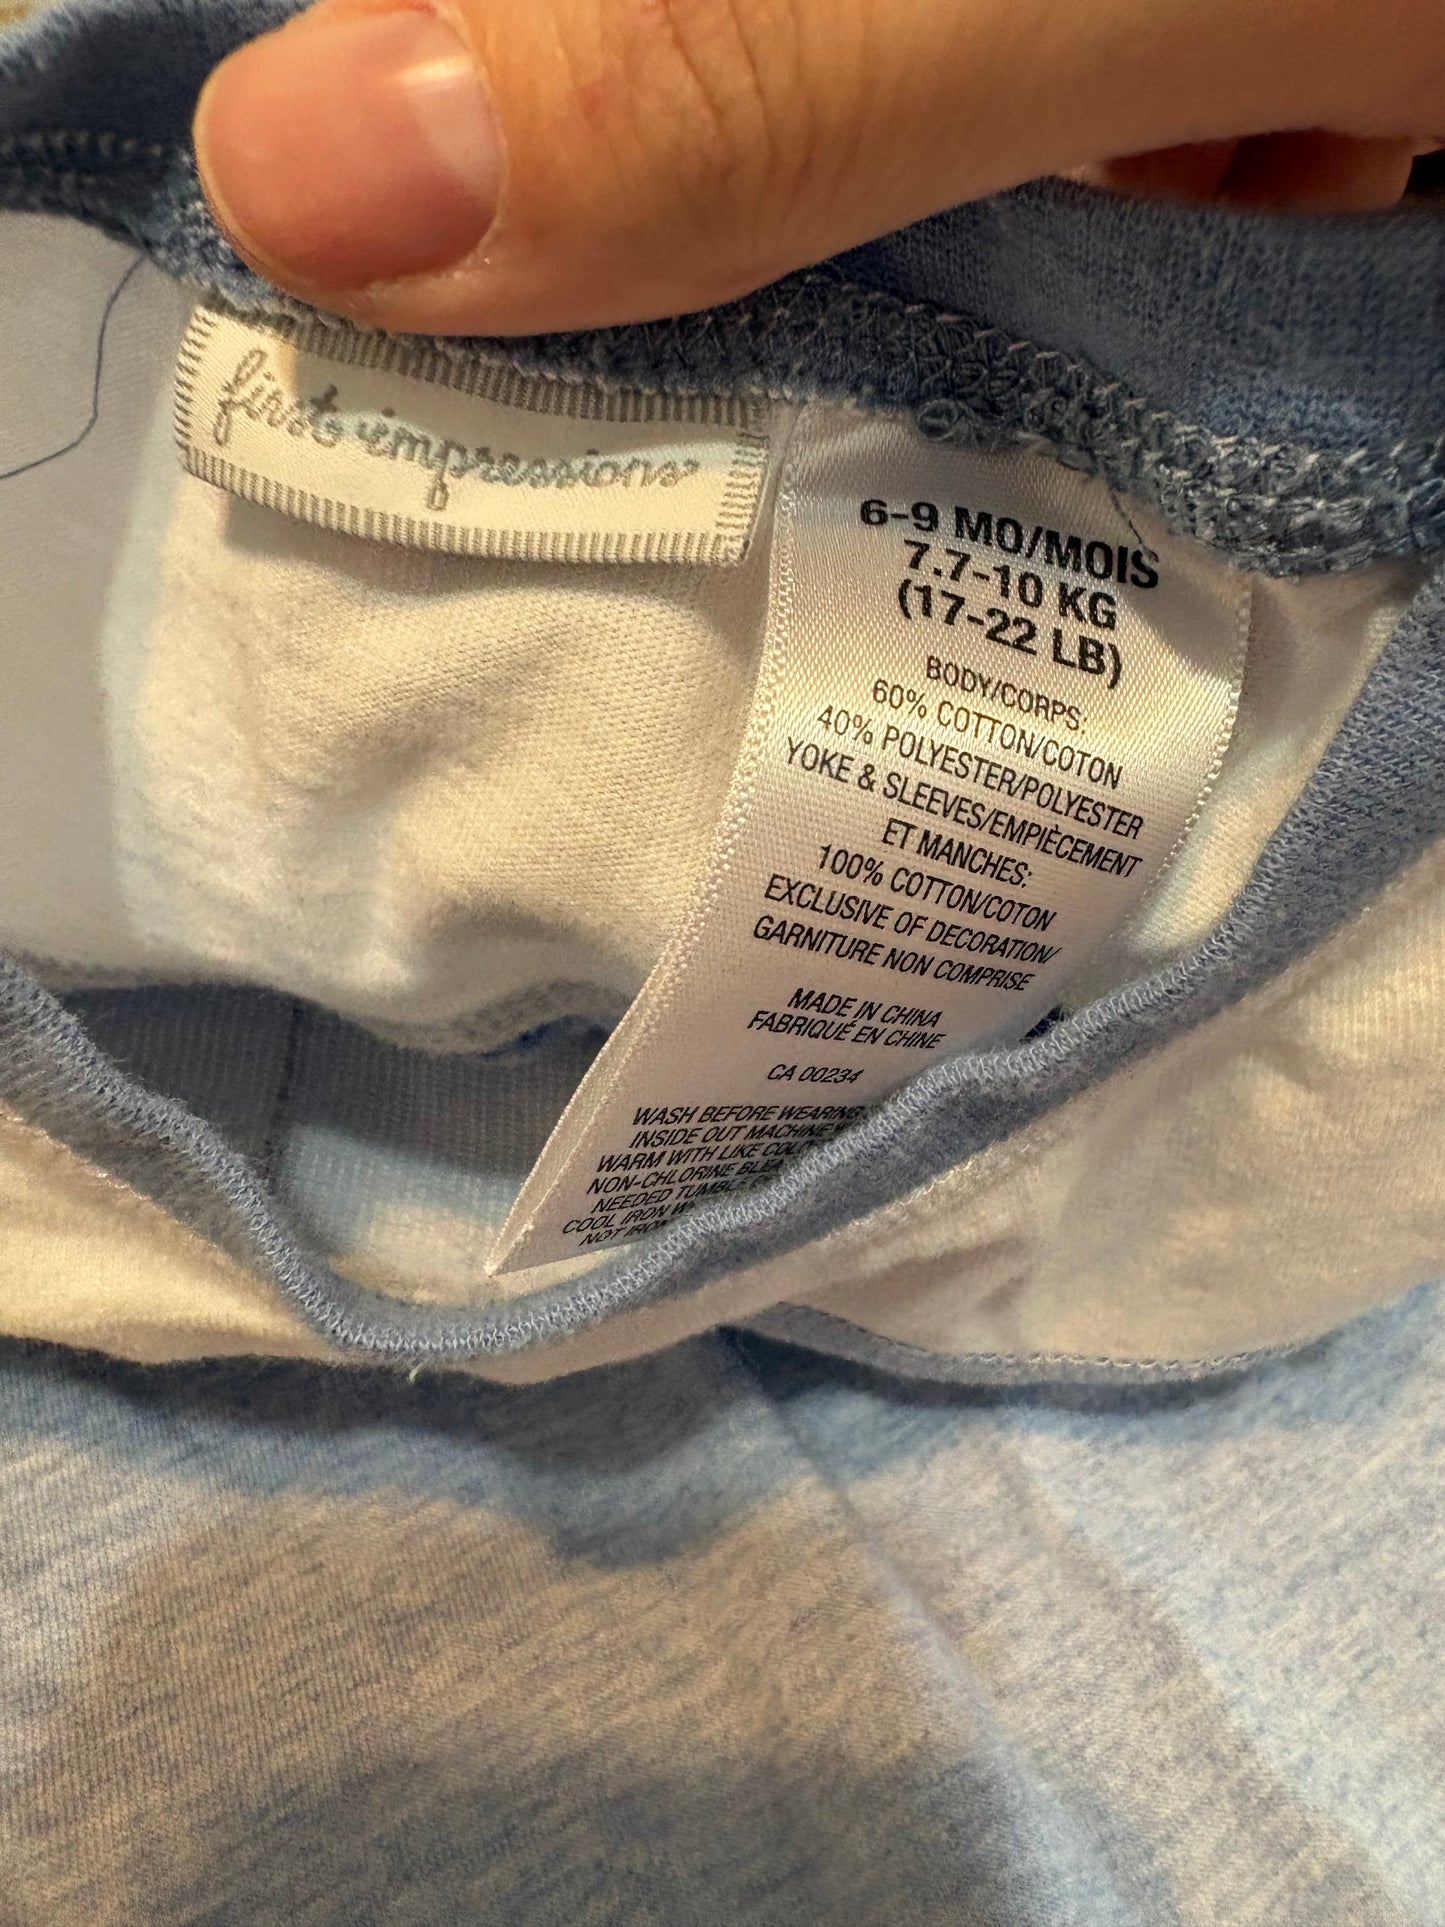 first impressions
6-9 MO/MOIS
7.7-10 KG
(17-22 LB)
BODY/CORPS:
60% COTTON/COTON
40% POLYESTER/POLYESTER
YOKE & SLEEVES/EMPIÈCEMENT
ET MANCHES:
100% COTTON/COTON
EXCLUSIVE OF DECORATION/
GARNITURE NON COMPRISE
MADE IN CHINA
FABRIQUÉ EN CHINE
CA 00234
WASH BEFORE WEARING
INSIDE OUT MACHINE
WARM WITH LIKE
NON-CHLORINE
NEEDED TUMBLE
COOL IRON
NOT IRON